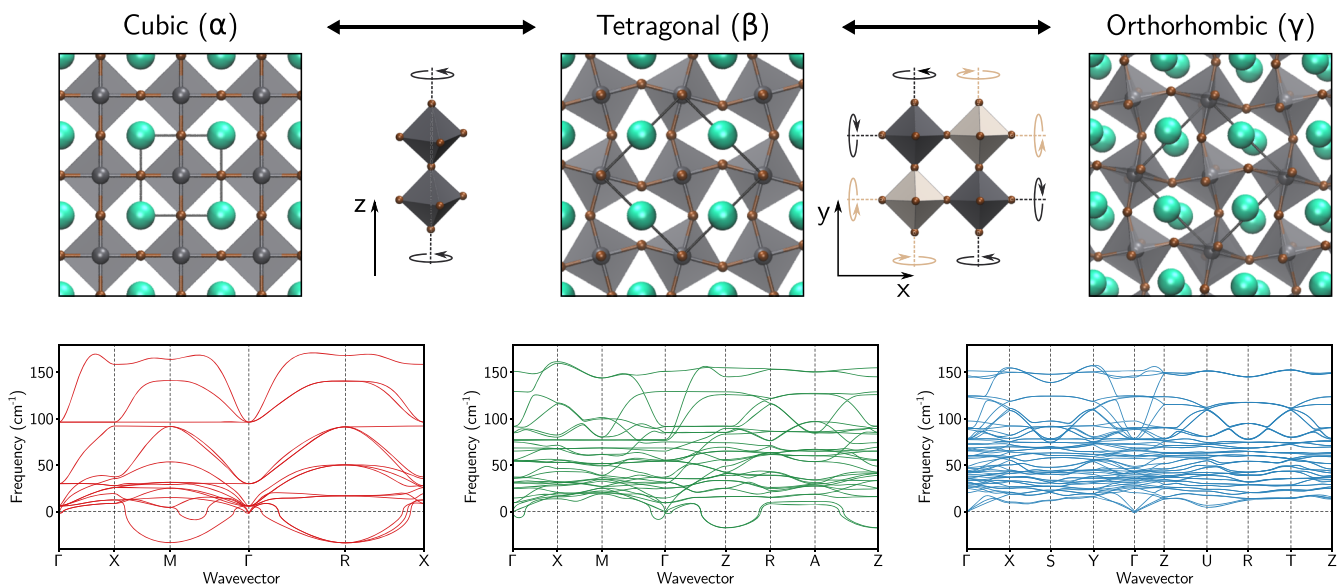 Cubic (α)
Tetragonal (β)
Orthorhombic (γ)
z
y
x
Frequency (cm-1)
150
100
50
0
Γ X M Γ R X
Wavevector
Frequency (cm-1)
150
100
50
0
Γ X M Γ Z R A Z
Wavevector
Frequency (cm-1)
150
100
50
0
Γ X S Y Γ Z U R T Z
Wavevector